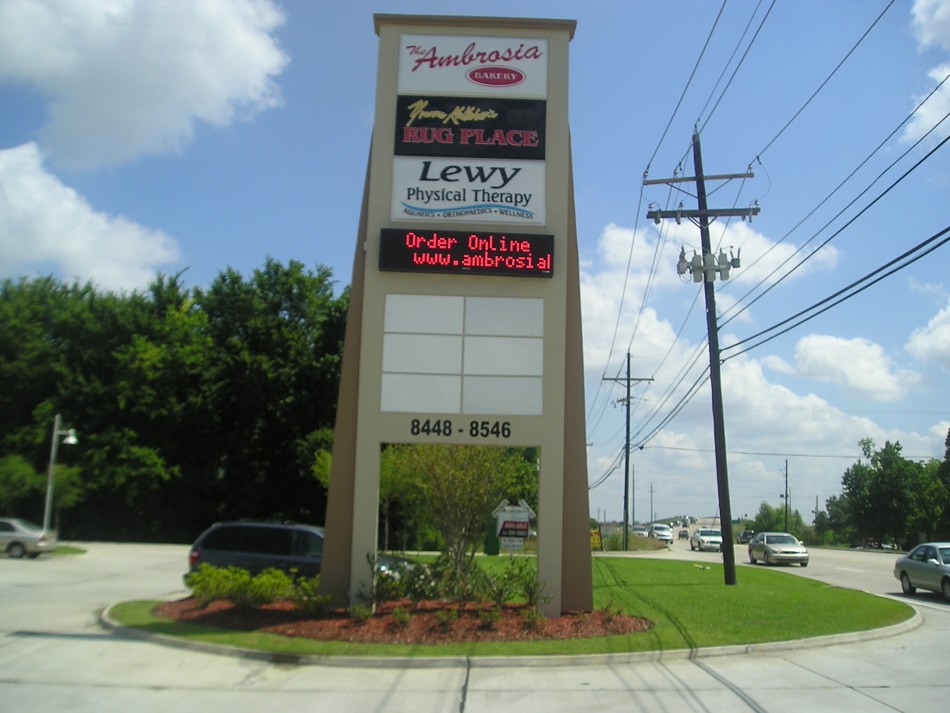 The Ambrosia
BAKERY
RUG PLACE
Lewy
Physical Therapy
AQUATICS • ORTHOPAEDICS • WELLNESS
Order Online
www.ambrosial
8448 - 8546
AVAILABLE